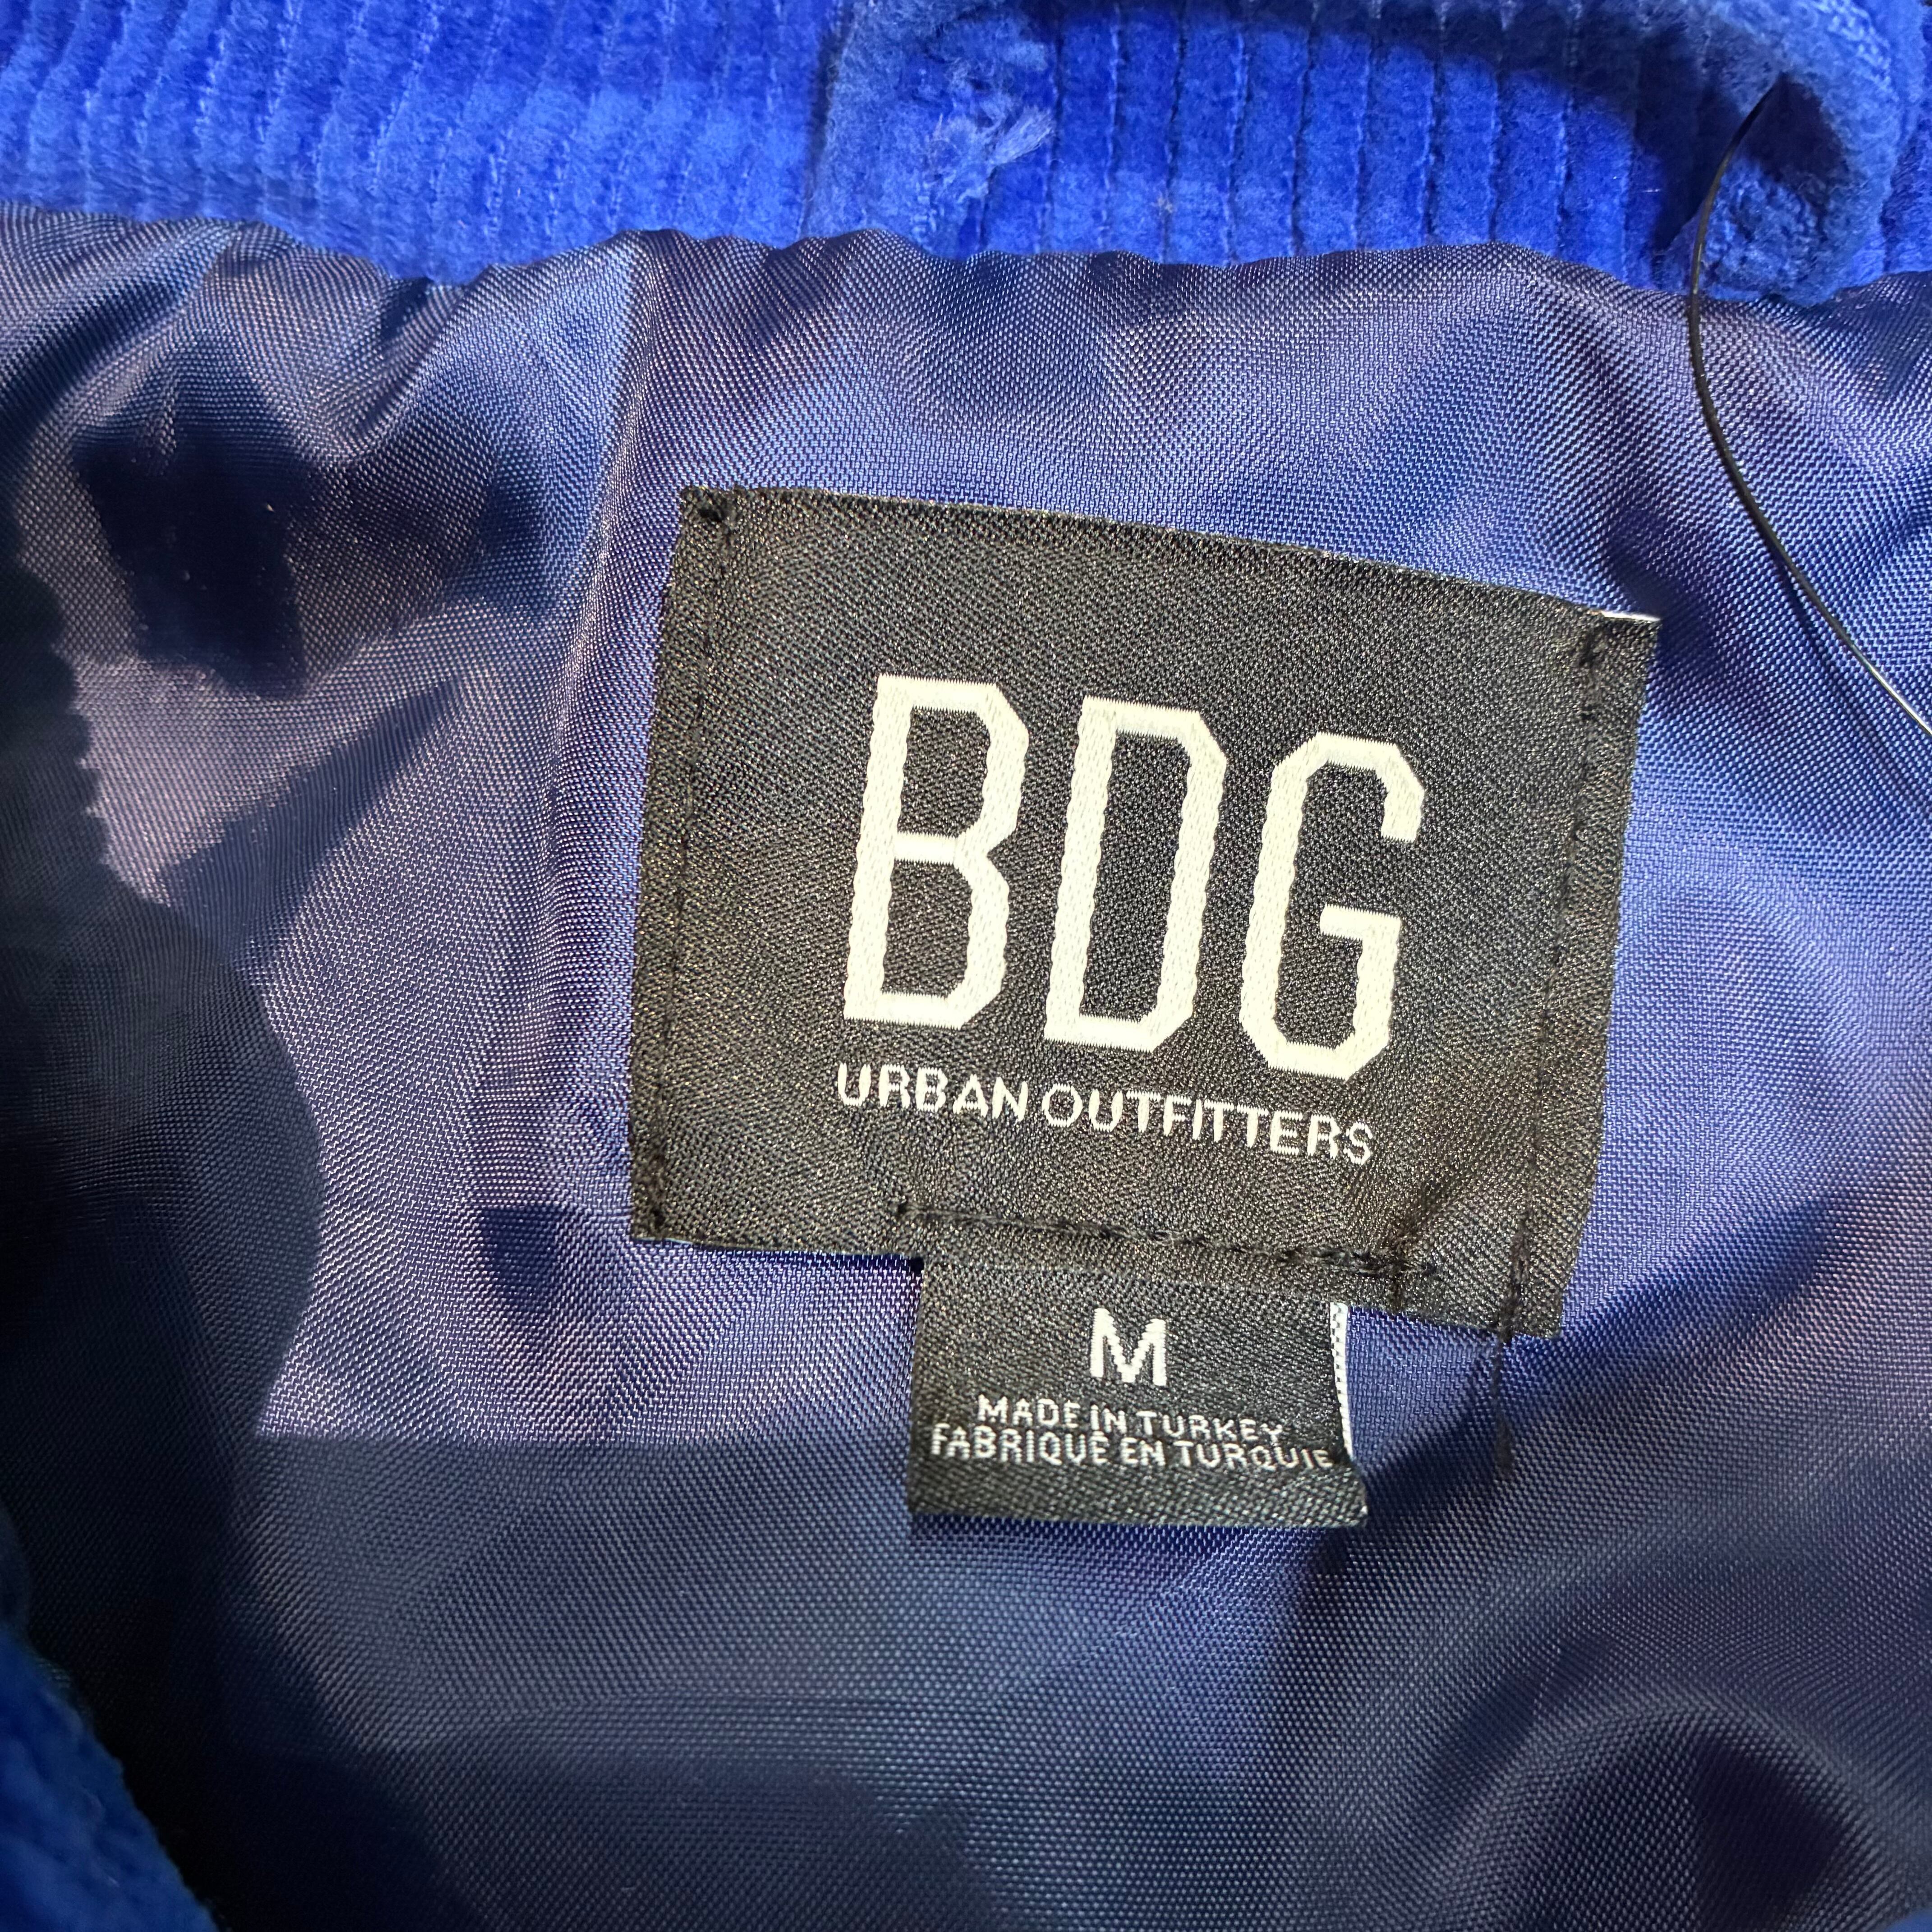 BDG
URBAN OUTFITTERS
M
MADE IN TURKEY
FABRIQUÉ EN TURQUIE